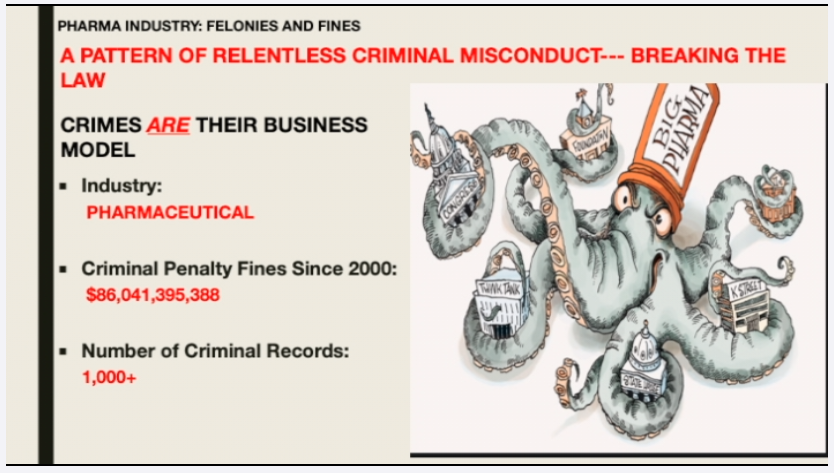 PHARMA INDUSTRY: FELONIES AND FINES
A PATTERN OF RELENTLESS CRIMINAL MISCONDUCT--- BREAKING THE
LAW
CRIMES ARE THEIR BUSINESS
MODEL
▪ Industry:
PHARMACEUTICAL
▪ Criminal Penalty Fines Since 2000:
$86,041,395,388
▪ Number of Criminal Records:
1,000+
BIG
PHARMA
FOUNDATION
CONGRESS
THINK TANK
K STREET